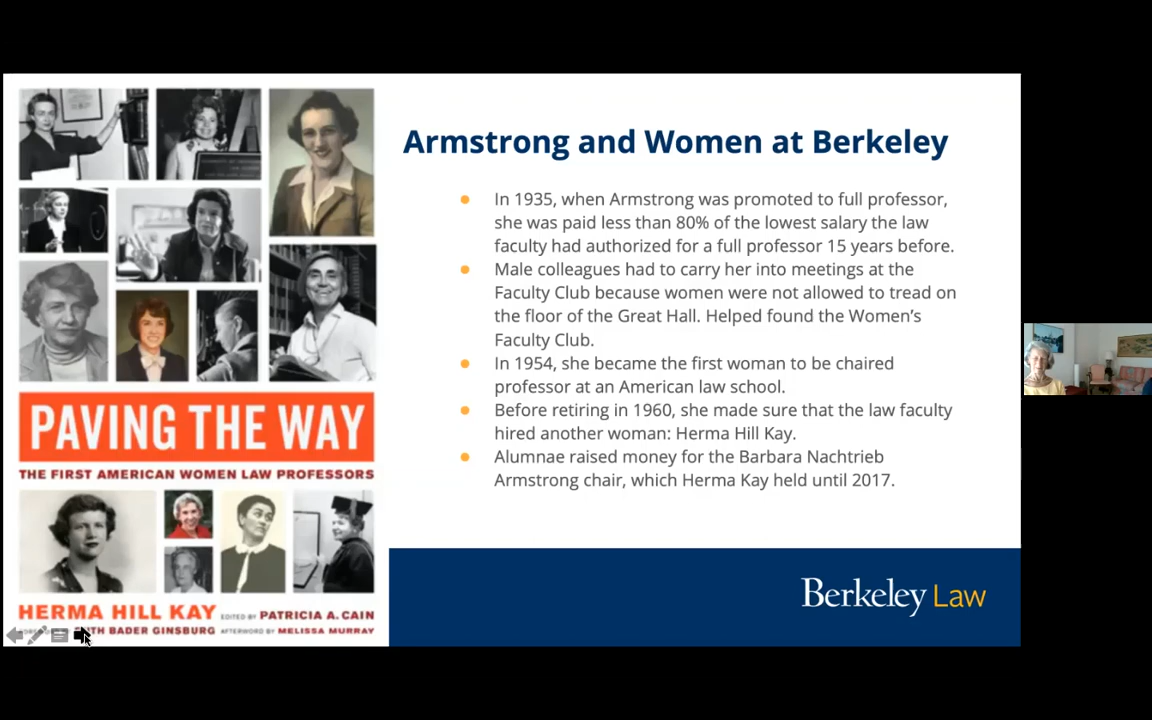 Armstrong and Women at Berkeley
● In 1935, when Armstrong was promoted to full professor,
she was paid less than 80% of the lowest salary the law
faculty had authorized for a full professor 15 years before.
● Male colleagues had to carry her into meetings at the
Faculty Club because women were not allowed to tread on
the floor of the Great Hall. Helped found the Women's
Faculty Club.
● In 1954, she became the first woman to be chaired
professor at an American law school.
● Before retiring in 1960, she made sure that the law faculty
hired another woman: Herma Hill Kay.
● Alumnae raised money for the Barbara Nachtrieb
Armstrong chair, which Herma Kay held until 2017.
PAVING THE WAY
THE FIRST AMERICAN WOMEN LAW PROFESSORS
HERMA HILL KAY EDITED BY PATRICIA A. CAIN
BADER GINSBURG AFTERWORD BY MELISSA MURRAY
Berkeley Law